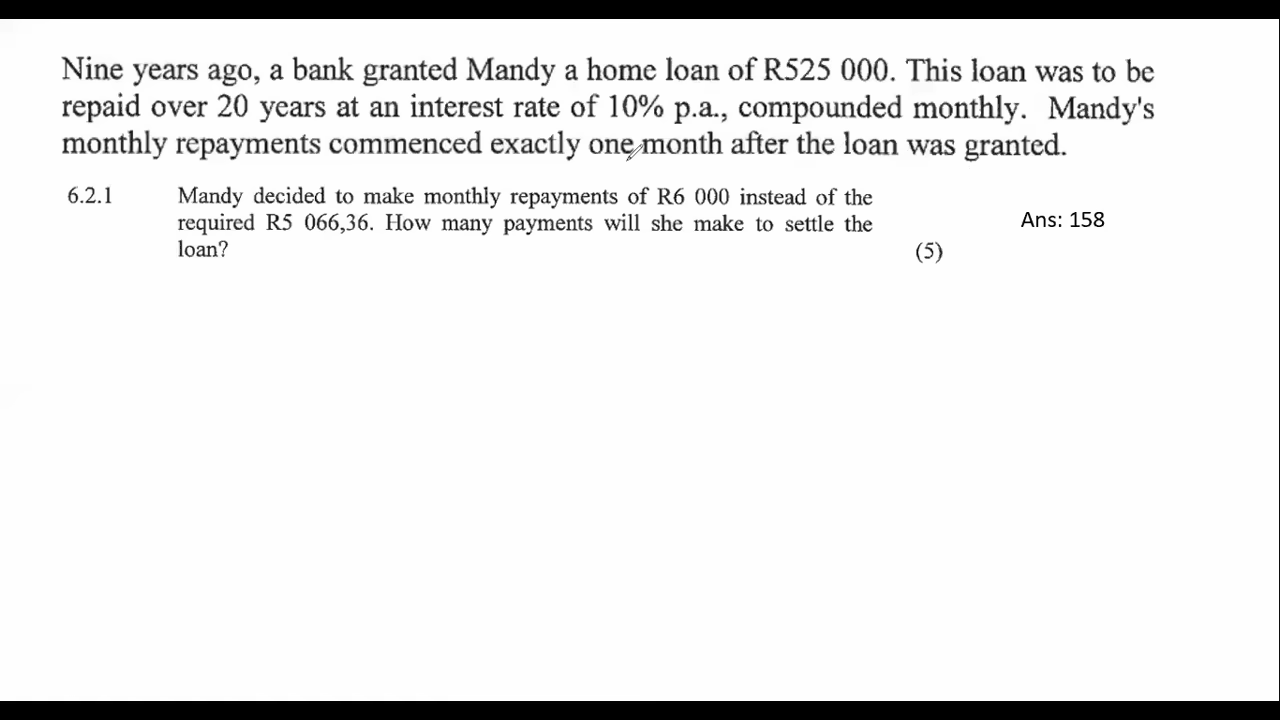 Nine years ago, a bank granted Mandy a home loan of R525 000. This loan was to be
repaid over 20 years at an interest rate of 10% p.a., compounded monthly. Mandy's
monthly repayments commenced exactly one month after the loan was granted.
6.2.1 Mandy decided to make monthly repayments of R6 000 instead of the
required R5 066,36. How many payments will she make to settle the
loan? (5)
Ans: 158